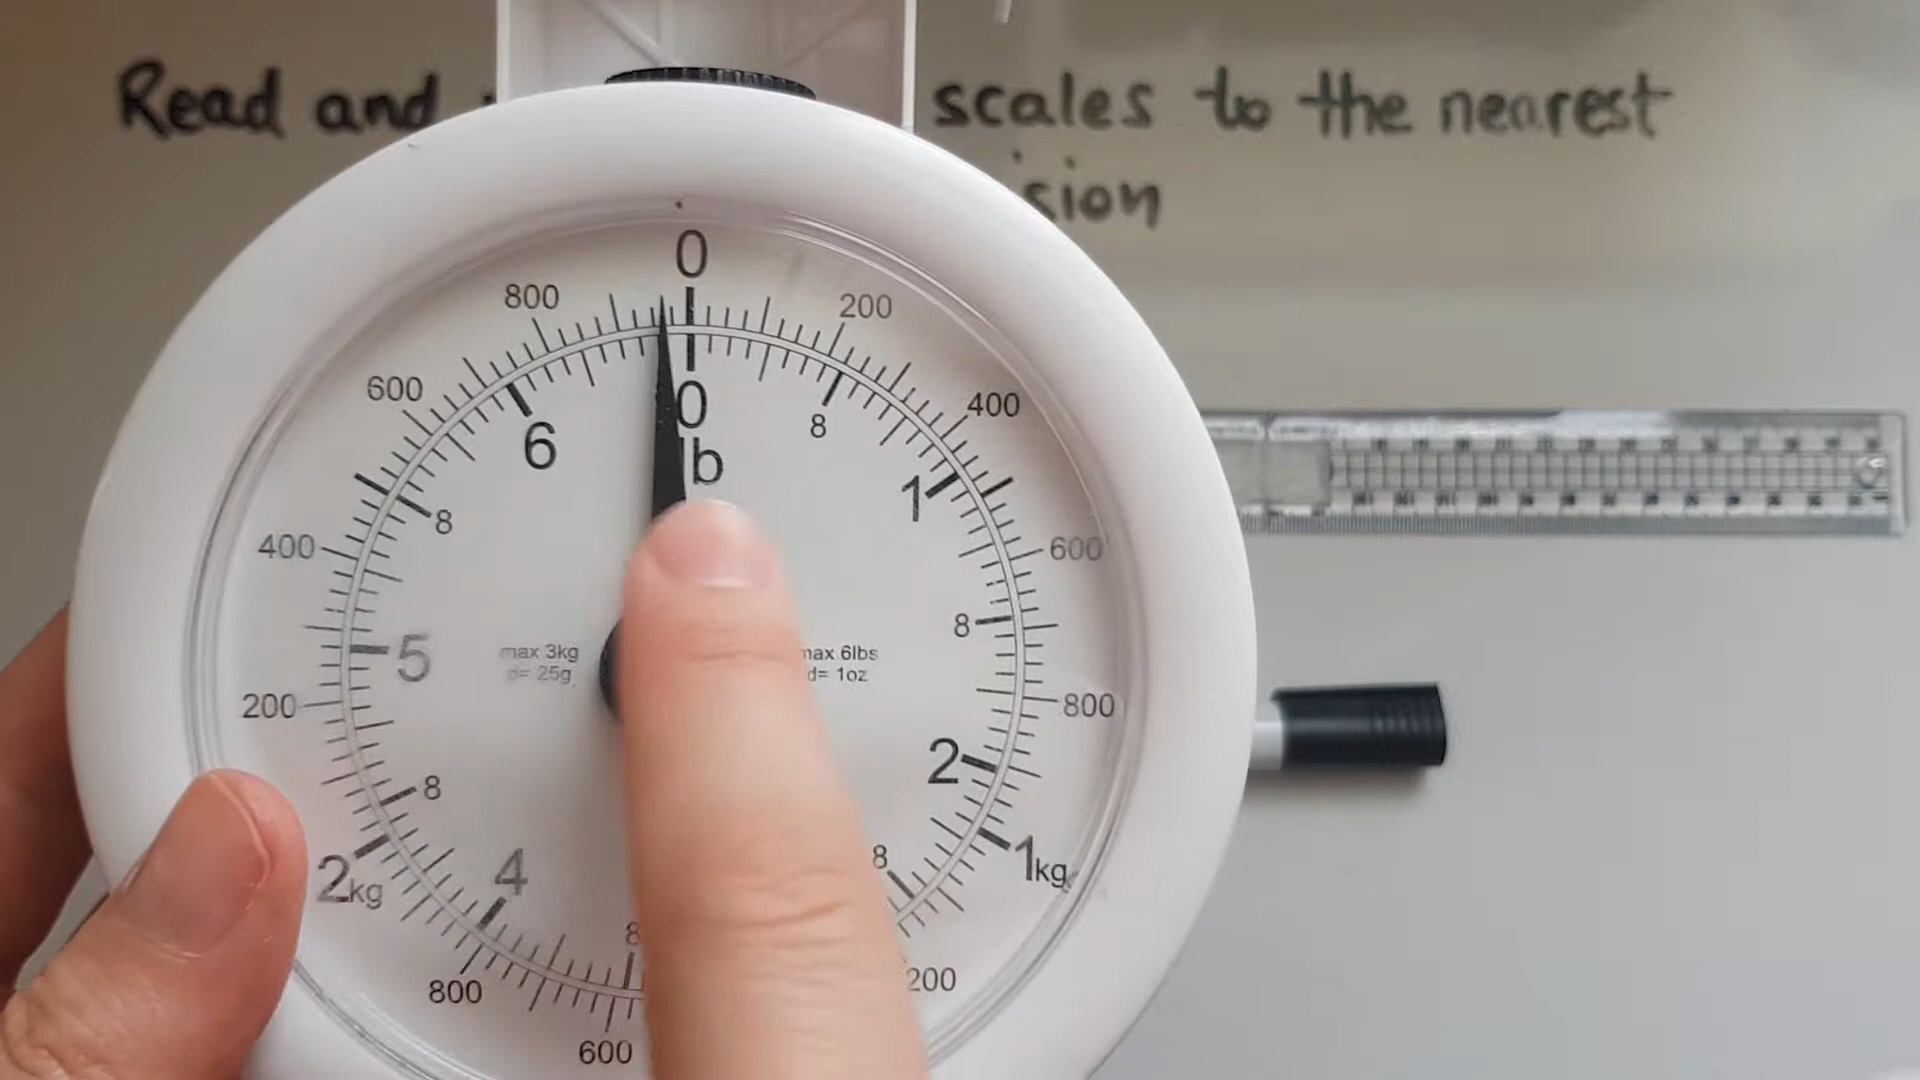 Read and
scales to the nearest
sion
0
800
200
600
400
0
lb
6
8
1
8
400
600
8
5
max 3kg
d= 25g
max 6lbs
d= 1oz
200
800
2
8
2kg
4
8
1kg
8
800
200
600